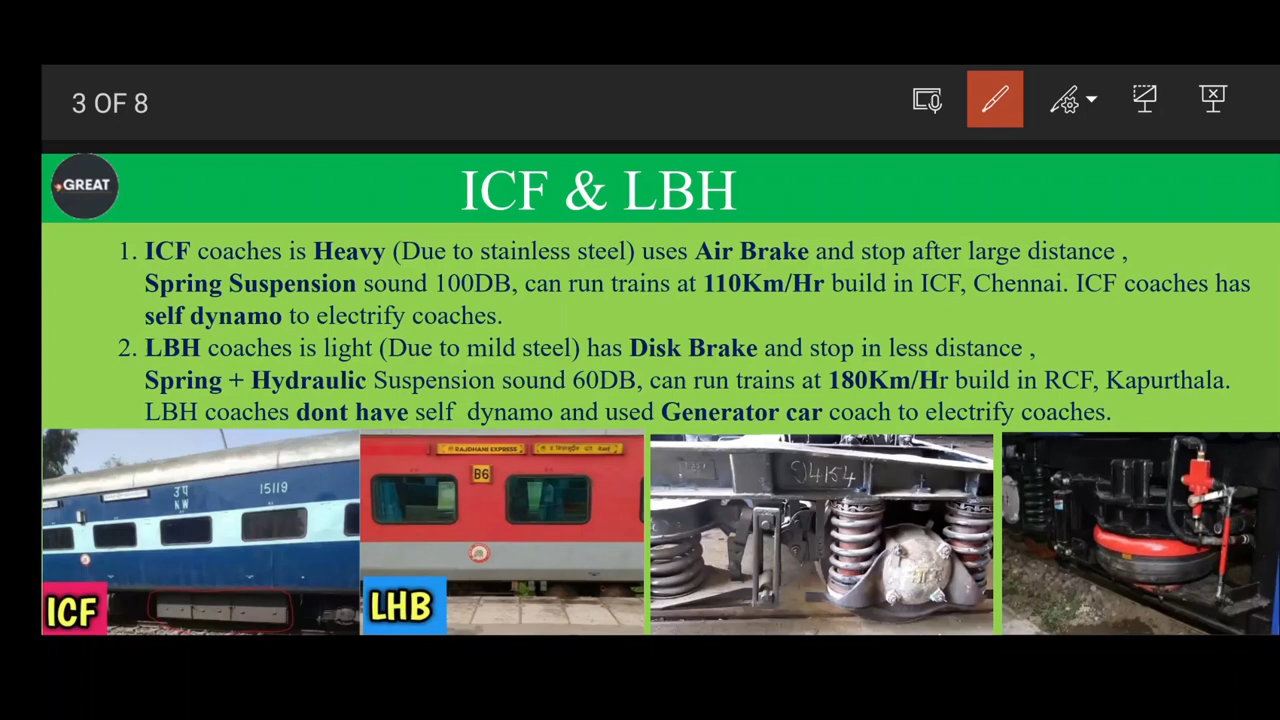 3 OF 8
GREAT
ICF & LBH
1. ICF coaches is Heavy (Due to stainless steel) uses Air Brake and stop after large distance ,
Spring Suspension sound 100DB, can run trains at 110Km/Hr build in ICF, Chennai. ICF coaches has
self dynamo to electrify coaches.
2. LBH coaches is light (Due to mild steel) has Disk Brake and stop in less distance ,
Spring + Hydraulic Suspension sound 60DB, can run trains at 180Km/Hr build in RCF, Kapurthala.
LBH coaches dont have self dynamo and used Generator car coach to electrify coaches.
उप
NW
15119
ICF
RAJDHANI EXPRESS
B6
LHB
94154